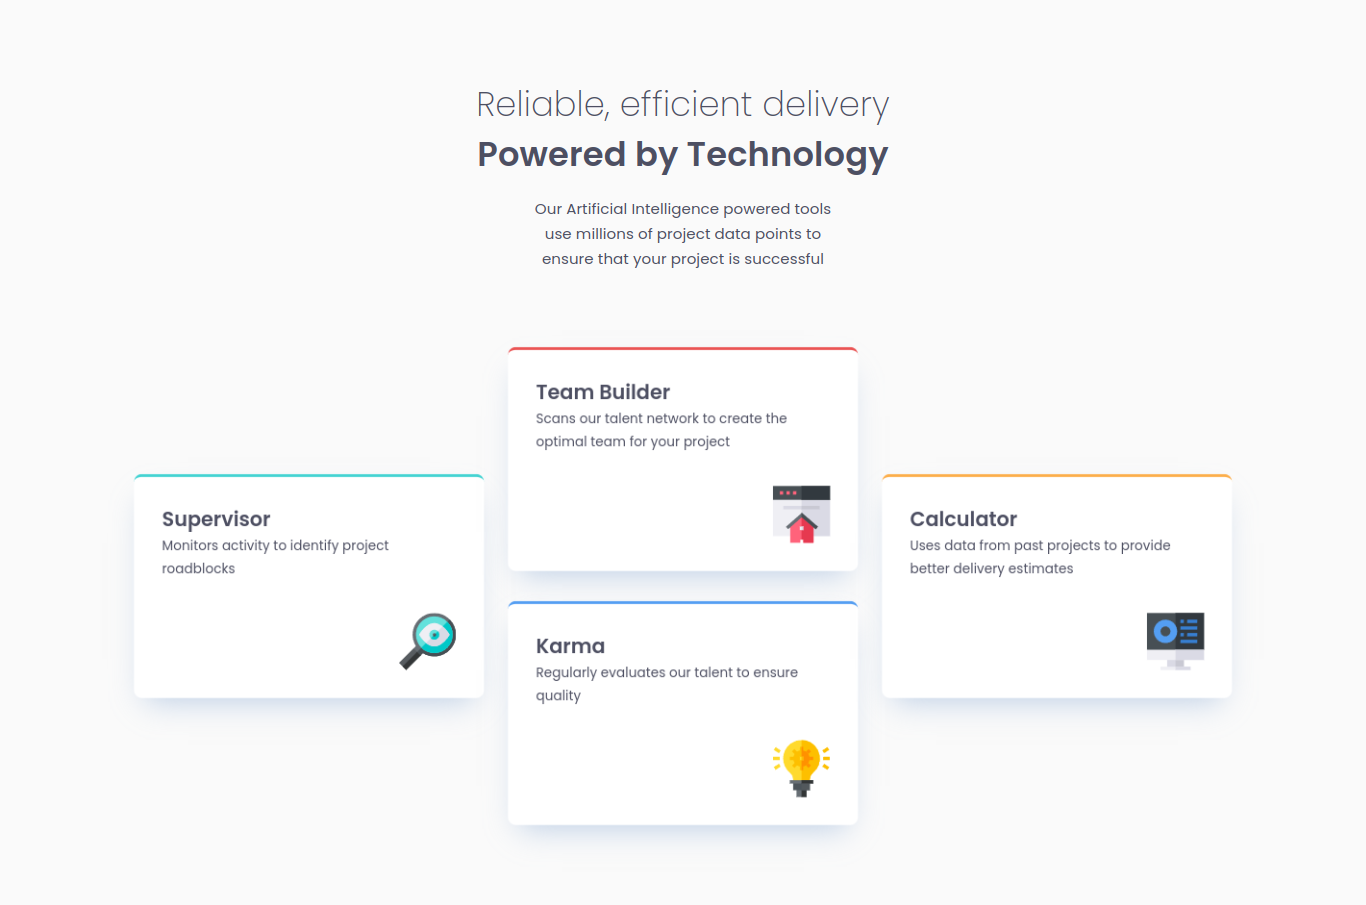 Reliable, efficient delivery
Powered by Technology
Our Artificial Intelligence powered tools
use millions of project data points to
ensure that your project is successful
Supervisor
Monitors activity to identify project
roadblocks
Team Builder
Scans our talent network to create the
optimal team for your project
Karma
Regularly evaluates our talent to ensure
quality
Calculator
Uses data from past projects to provide
better delivery estimates